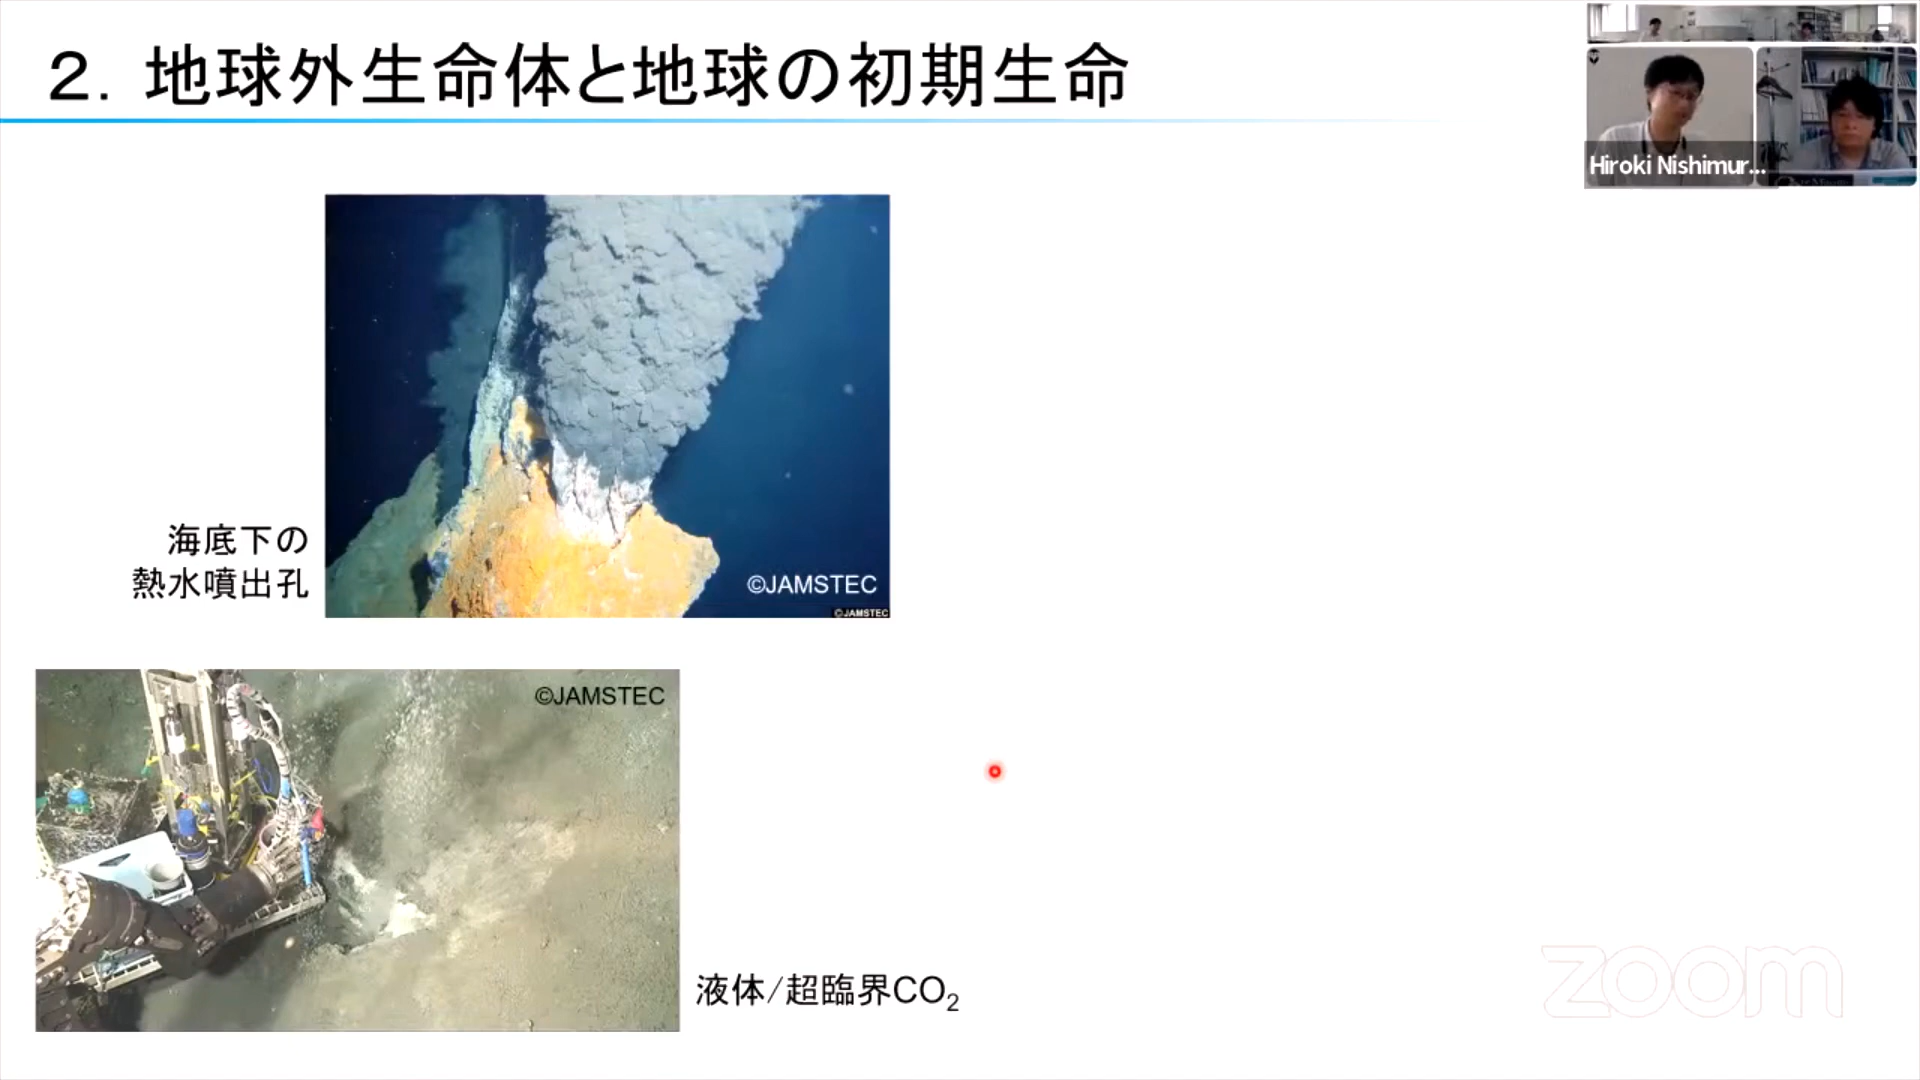 2．地球外生命体と地球の初期生命
Hiroki Nishimur...
海底下の
熱水噴出孔
©JAMSTEC
©JAMSTEC
©JAMSTEC
液体/超臨界CO₂
zoom